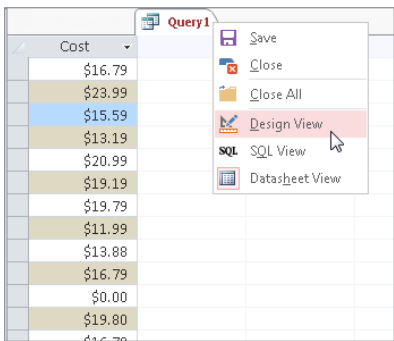 Query1
Save
Close
Close All
Design View
SQL SQL View
Datasheet View
Cost
$16.79
$23.99
$15.59
$13.19
$20.99
$19.19
$19.79
$11.99
$13.88
$16.79
$0.00
$19.80